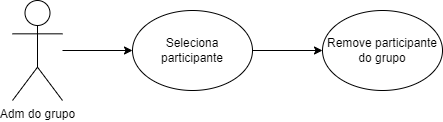 Seleciona
participante
Remove participante
do grupo
Adm do grupo